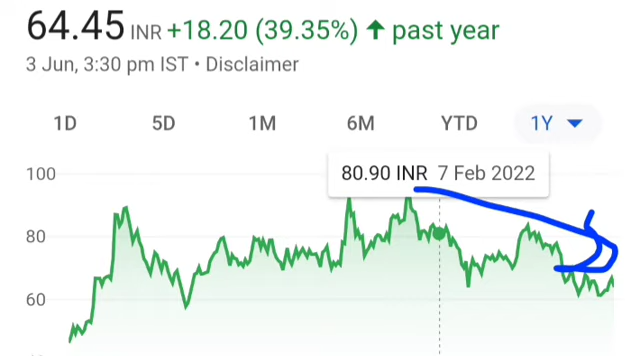 64.45 INR +18.20 (39.35%) ↑ past year
3 Jun, 3:30 pm IST • Disclaimer
1D 5D 1M 6M YTD 1Y
80.90 INR 7 Feb 2022
100
80
60